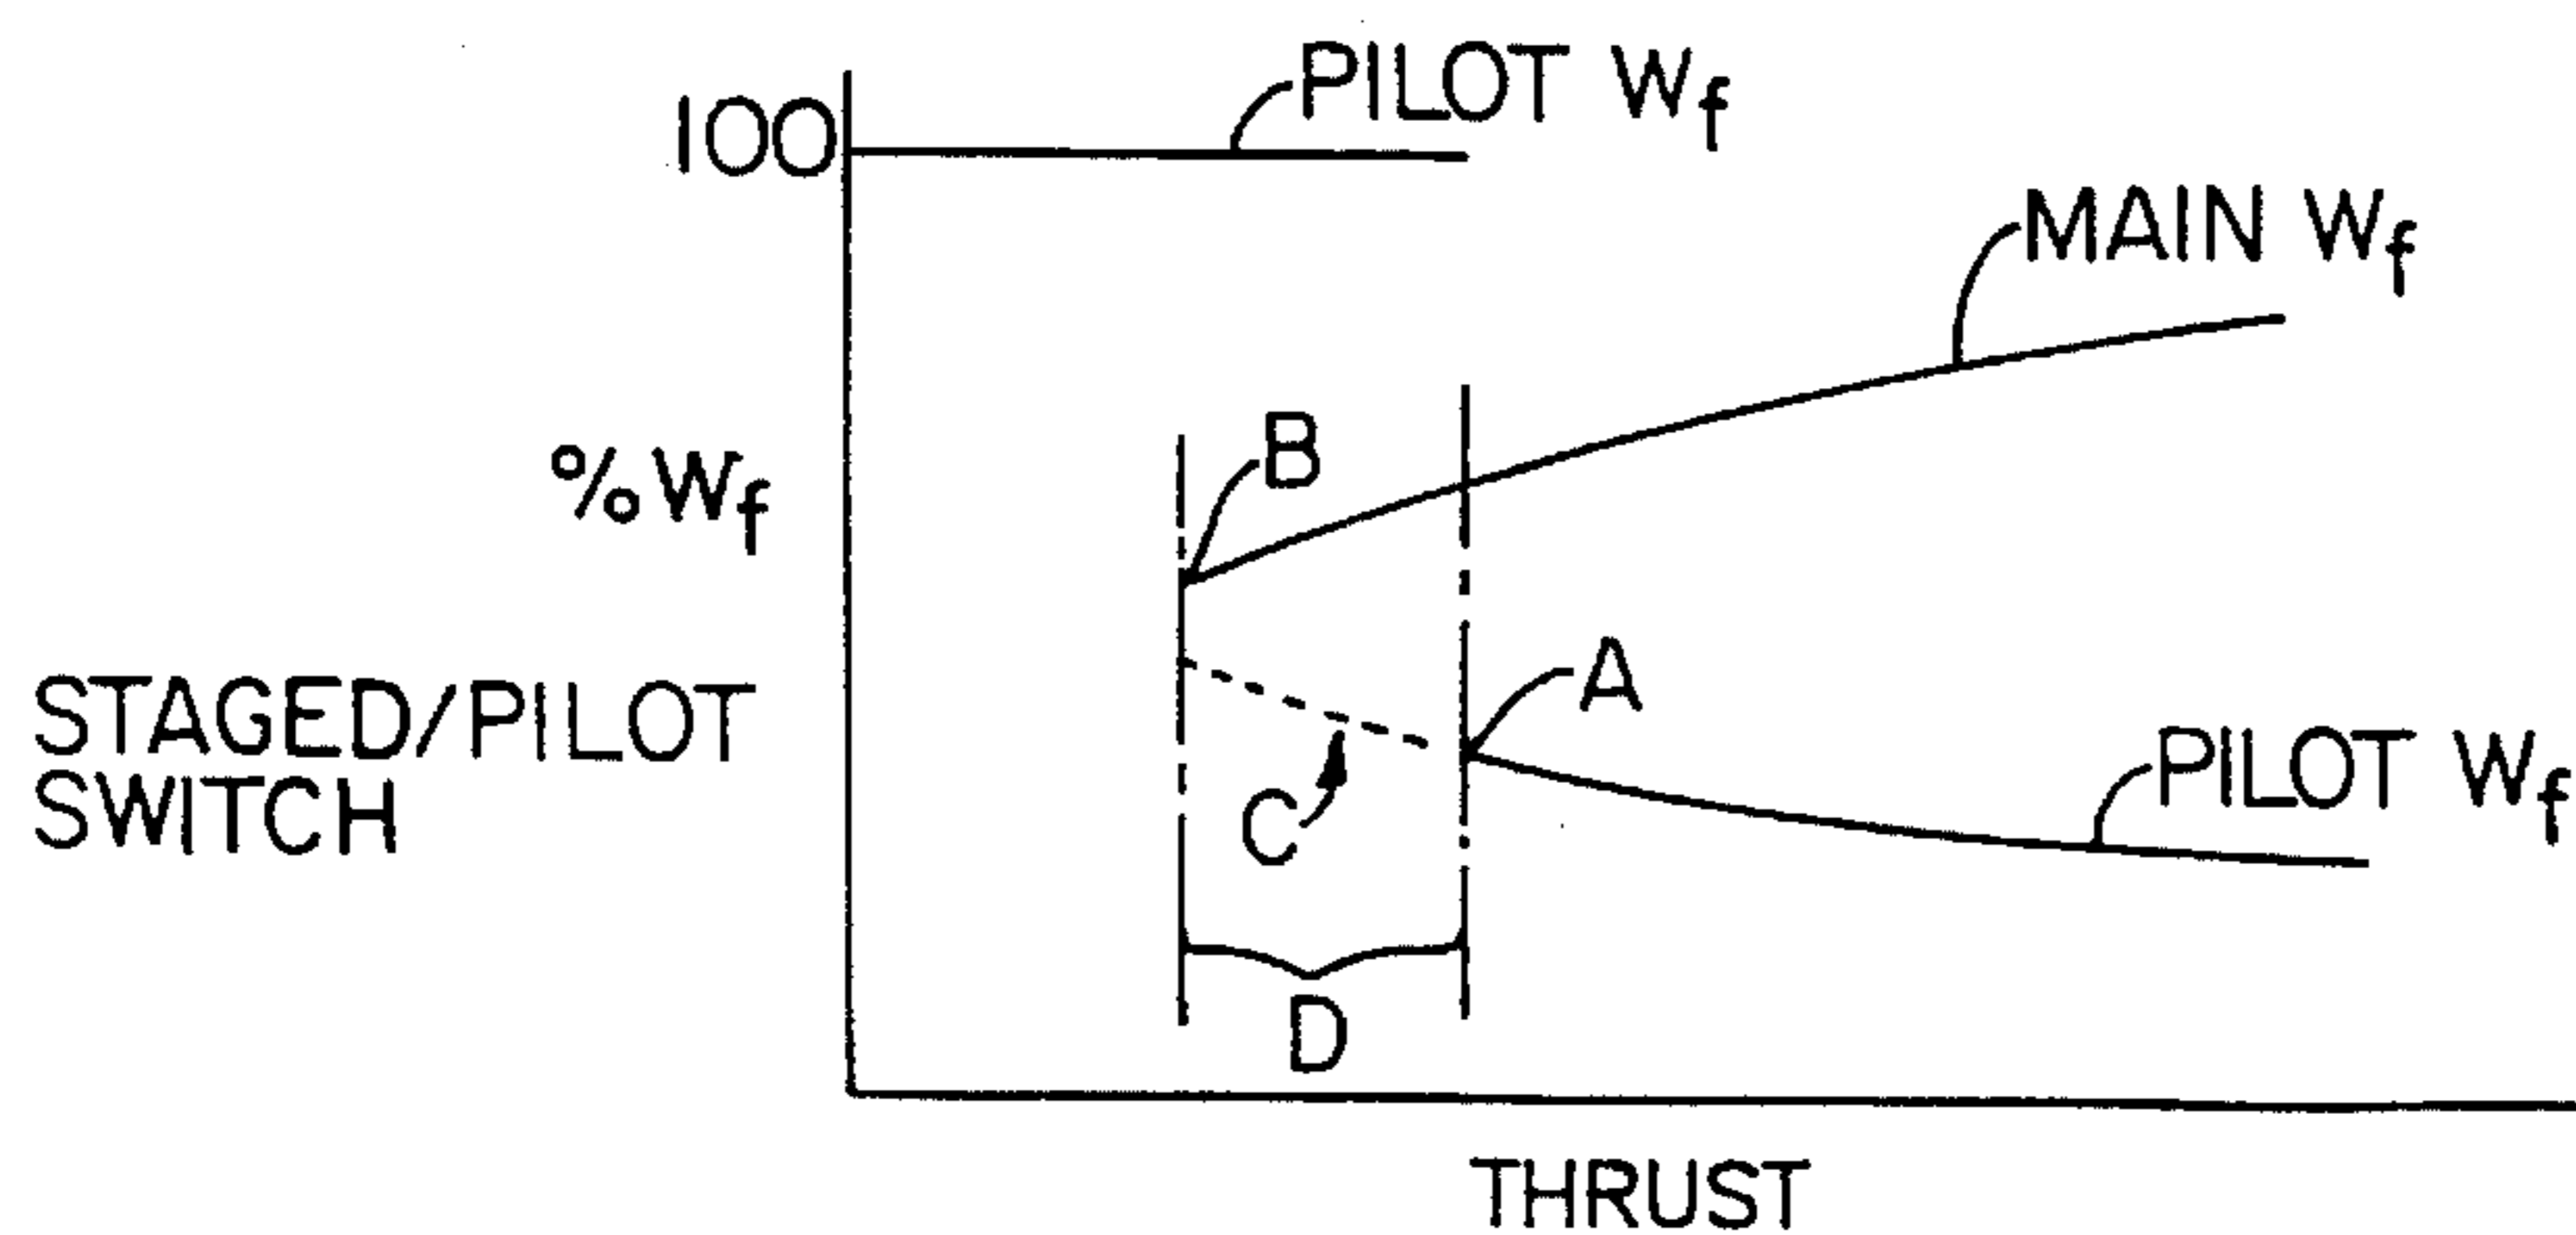 100
PILOT Wf
MAIN Wf
B
%Wf
A
STAGED/PILOT
SWITCH
PILOT Wf
C
D
THRUST